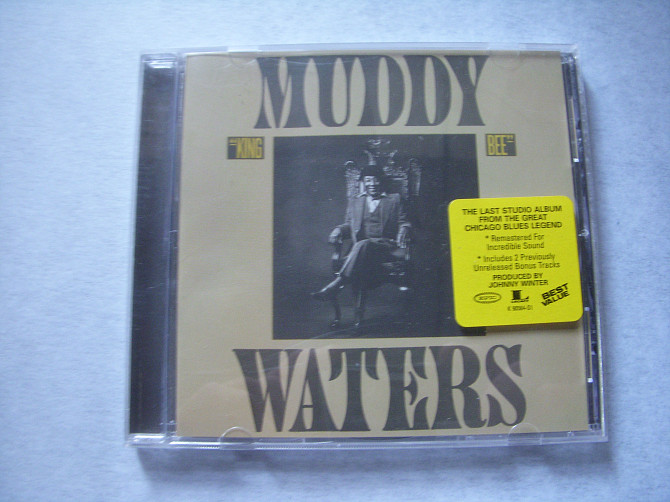 MUDDY
"KING
BEE"
THE LAST STUDIO ALBUM
FROM THE GREAT
CHICAGO BLUES LEGEND
* Remastered For
Incredible Sound
* Includes 2 Previously
Unreleased Bonus Tracks
PRODUCED BY
JOHNNY WINTER
EPIC
L
BEST
VALUE
WATERS